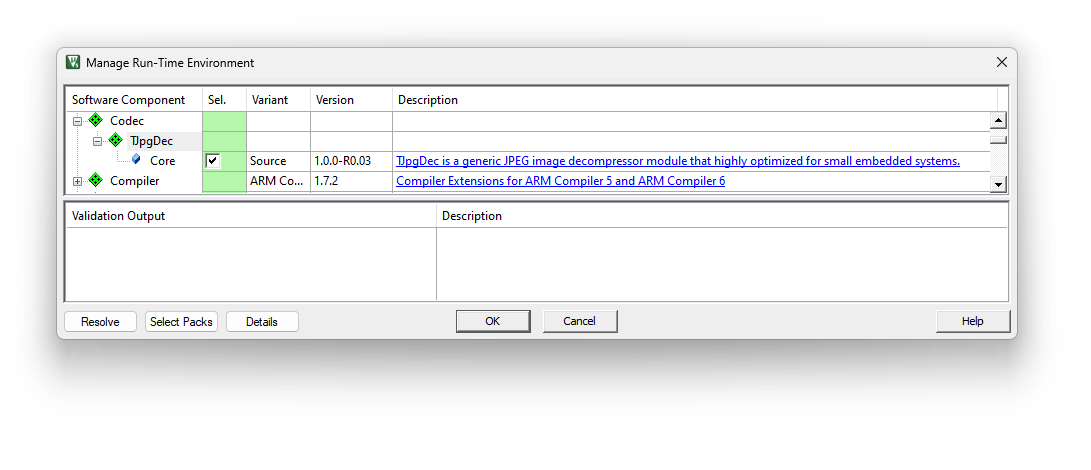 Manage Run-Time Environment
Software Component Sel. Variant Version Description
Codec
TJpgDec
Core Source 1.0.0-R0.03 TJpgDec is a generic JPEG image decompressor module that highly optimized for small embedded systems.
Compiler ARM Co... 1.7.2 Compiler Extensions for ARM Compiler 5 and ARM Compiler 6
Validation Output Description
Resolve Select Packs Details OK Cancel Help